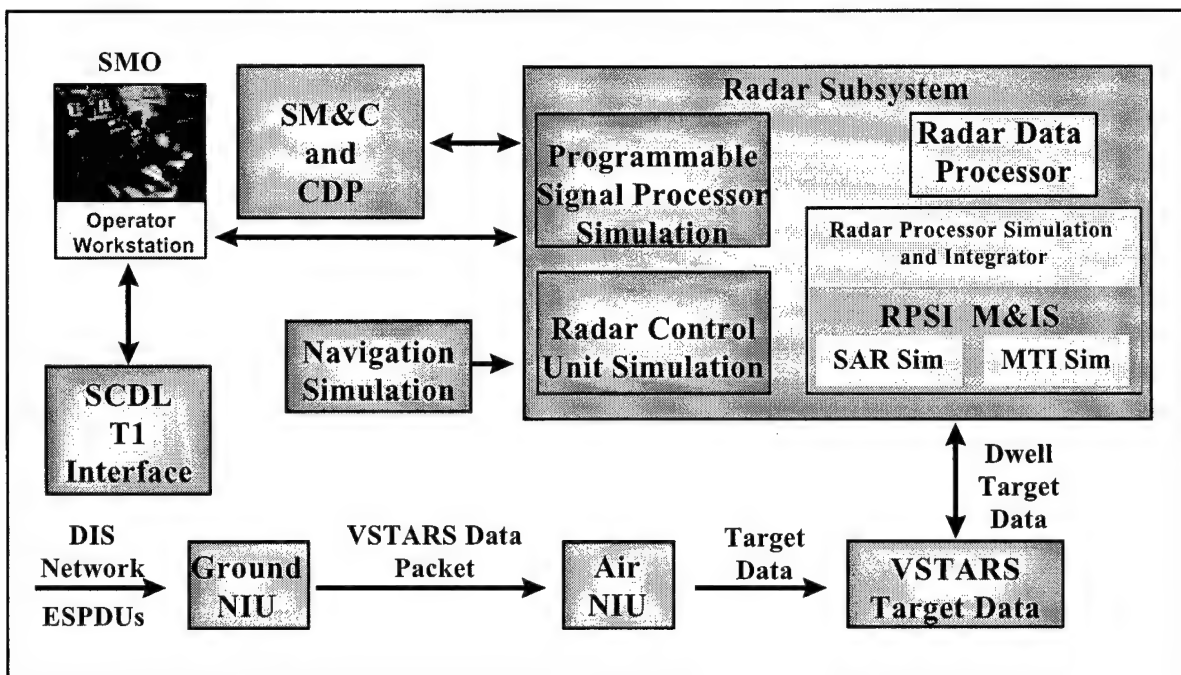 SMO
Operator
Workstation
SM&C
and
CDP
Radar Subsystem
Programmable
Signal Processor
Simulation
Radar Data
Processor
Radar Processor Simulation
and Integrator
RPSI M&IS
SAR Sim
MTI Sim
Radar Control
Unit Simulation
Navigation
Simulation
SCDL
T1
Interface
Dwell
Target
Data
DIS
Network
ESPDUs
Ground
NIU
VSTARS Data
Packet
Air
NIU
Target
Data
VSTARS
Target Data